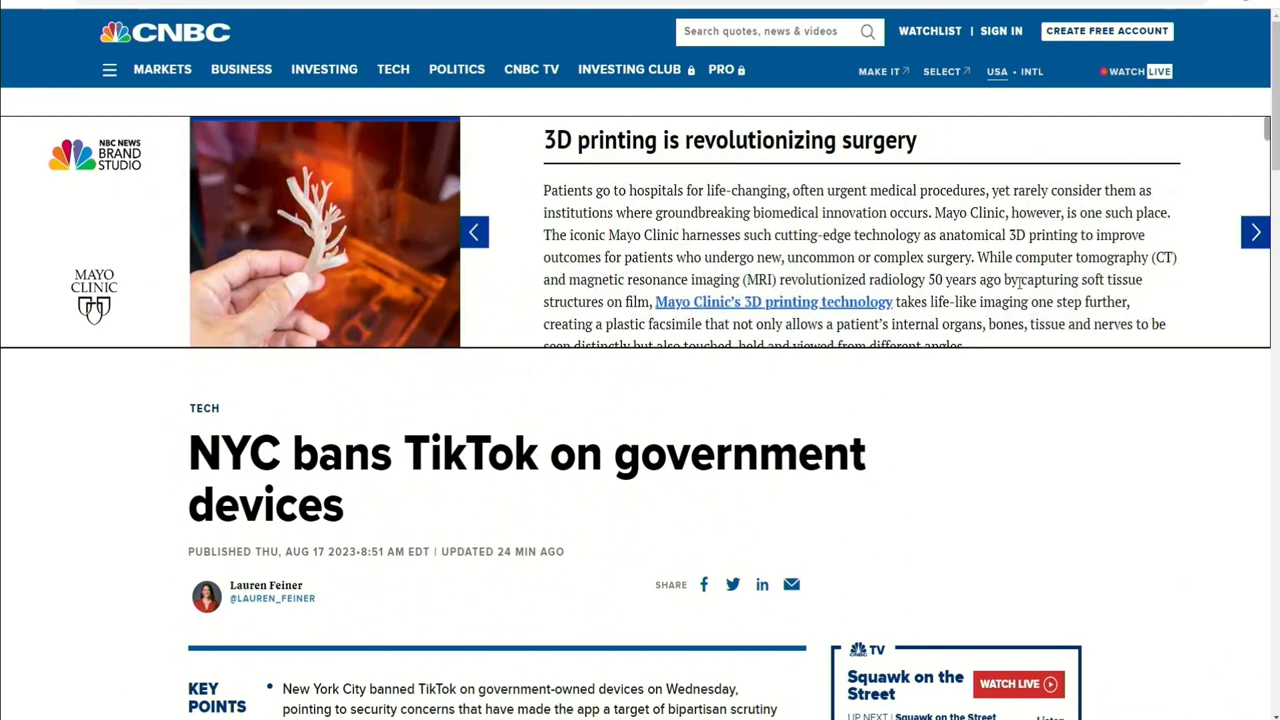 CNBC
Search quotes, news & videos
WATCHLIST | SIGN IN
CREATE FREE ACCOUNT
MARKETS BUSINESS INVESTING TECH POLITICS CNBC TV INVESTING CLUB PRO
MAKE IT SELECT USA • INTL WATCH LIVE
NBC NEWS
BRAND
STUDIO
MAYO
CLINIC
3D printing is revolutionizing surgery
Patients go to hospitals for life-changing, often urgent medical procedures, yet rarely consider them as
institutions where groundbreaking biomedical innovation occurs. Mayo Clinic, however, is one such place.
The iconic Mayo Clinic harnesses such cutting-edge technology as anatomical 3D printing to improve
outcomes for patients who undergo new, uncommon or complex surgery. While computer tomography (CT)
and magnetic resonance imaging (MRI) revolutionized radiology 50 years ago by capturing soft tissue
structures on film, Mayo Clinic’s 3D printing technology takes life-like imaging one step further,
creating a plastic facsimile that not only allows a patient’s internal organs, bones, tissue and nerves to be
seen distinctly but also touched, held and viewed from different angles.
TECH
NYC bans TikTok on government
devices
PUBLISHED THU, AUG 17 2023•8:51 AM EDT | UPDATED 24 MIN AGO
Lauren Feiner
@LAUREN_FEINER
SHARE
KEY
POINTS
• New York City banned TikTok on government-owned devices on Wednesday,
pointing to security concerns that have made the app a target of bipartisan scrutiny
CNBC TV
Squawk on the
Street
WATCH LIVE
UP NEXT | Squawk on the Street
Listen